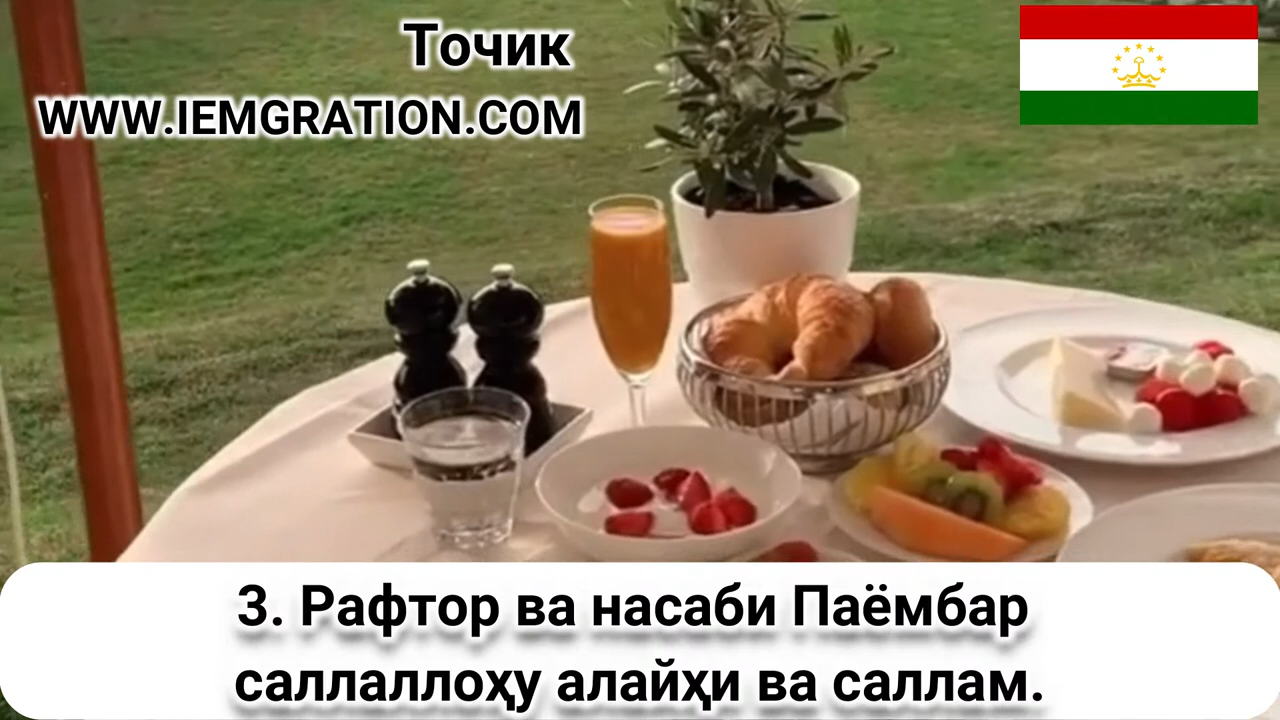 Точик
WWW.IEMGRATION.COM
3. Рафтор ва насаби Паёмбар
саллаллоҳу алайҳи ва саллам.